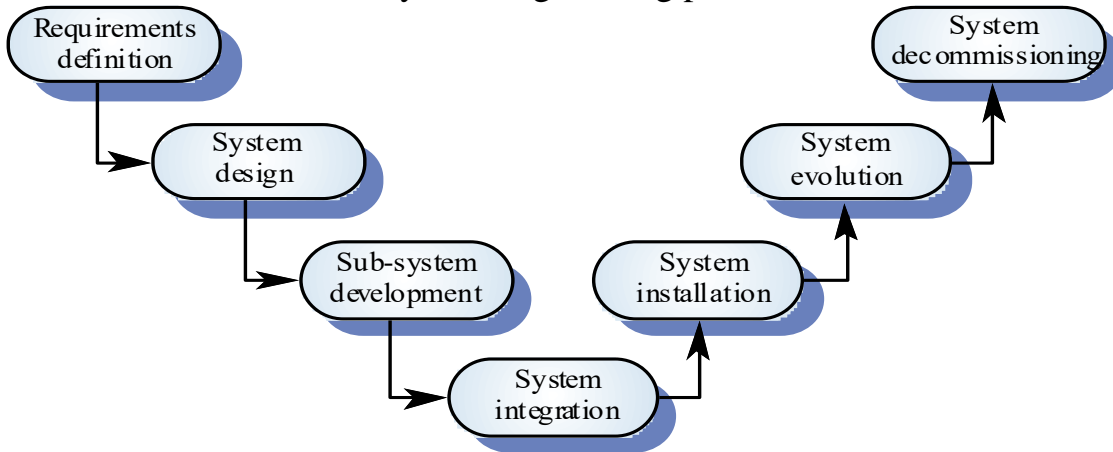 Requirements
definition
System
design
Sub-system
development
System
integration
System
installation
System
evolution
System
decommissioning